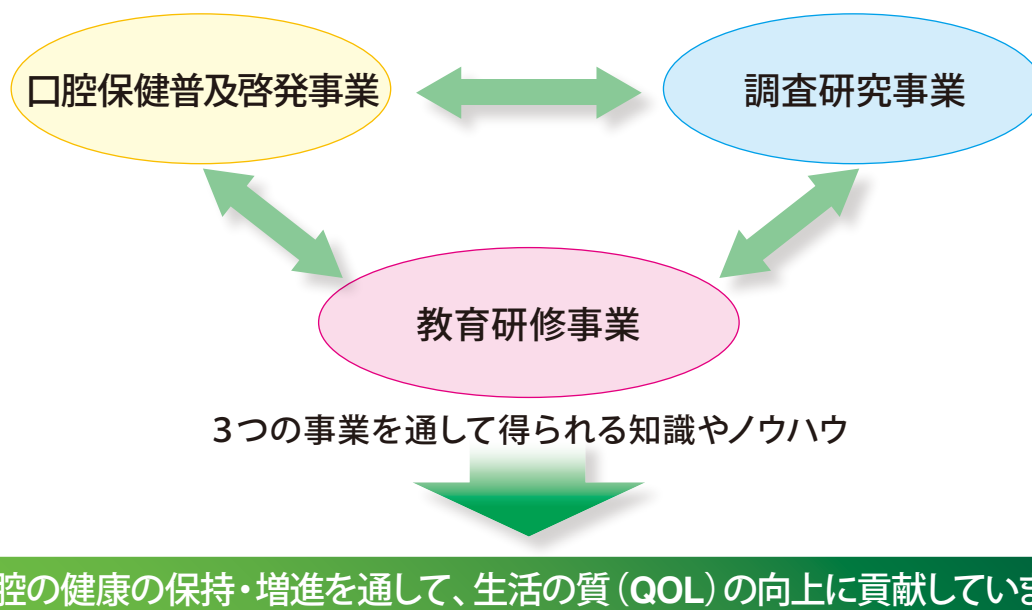 口腔保健普及啓発事業
調査研究事業
教育研修事業
3つの事業を通して得られる知識やノウハウ
腔の健康の保持・増進を通して、生活の質（QOL）の向上に貢献していま